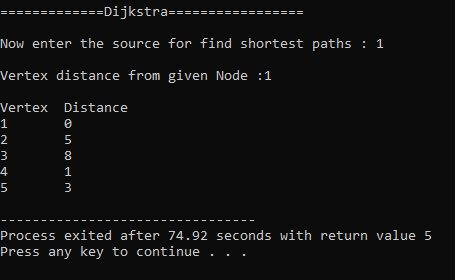 =============Dijkstra=================
Now enter the source for find shortest paths : 1
Vertex distance from given Node :1
Vertex  Distance
1       0
2       5
3       8
4       1
5       3
--------------------------------
Process exited after 74.92 seconds with return value 5
Press any key to continue . . .